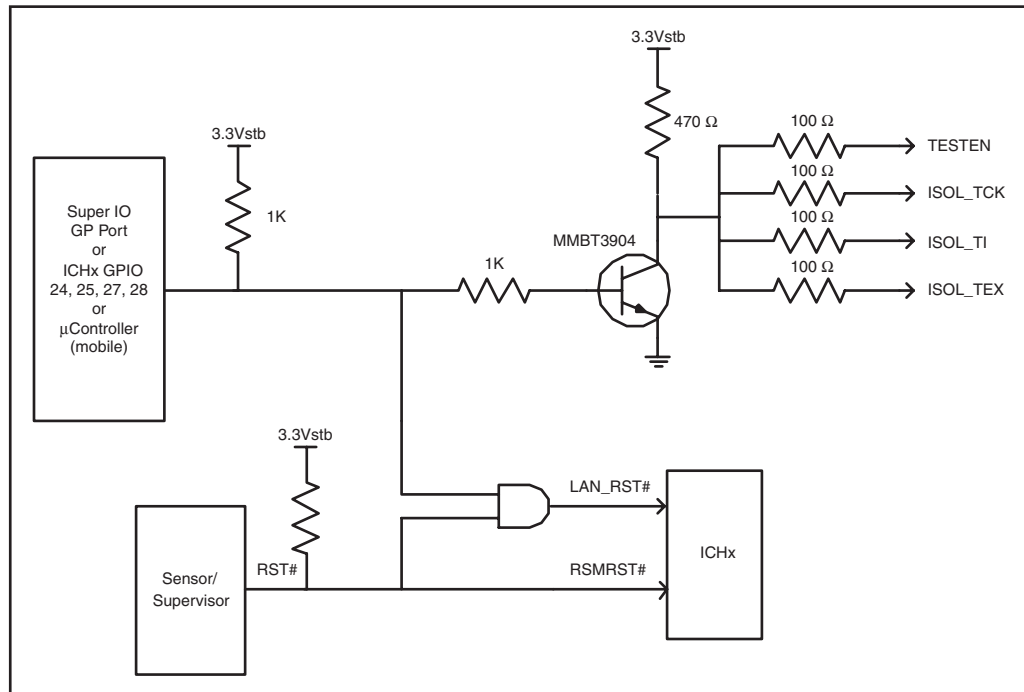 3.3Vstb
470 Ω
100 Ω
TESTEN
100 Ω
ISOL_TCK
100 Ω
ISOL_TI
100 Ω
ISOL_TEX
3.3Vstb
1K
Super IO
GP Port
or
ICHx GPIO
24, 25, 27, 28
or
μController
(mobile)
MMBT3904
1K
3.3Vstb
LAN_RST#
RST#
RSMRST#
ICHx
Sensor/
Supervisor